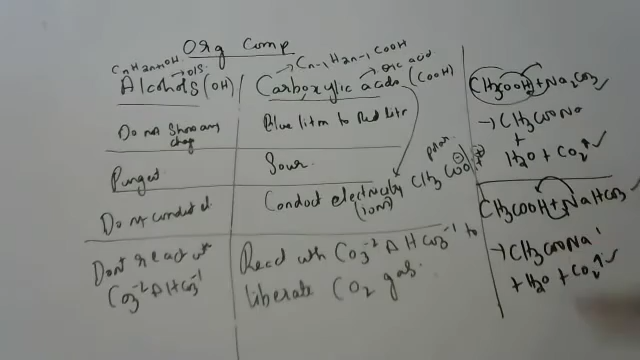 Org Comp
CnH2n+1OH → ols.
Alcohols (OH)
→ Cn-1H2n-1COOH
→ oic acid
Carboxylic acids (COOH)
Do not Show any
Blue litm to Red litm
Pungent
Sour.
Do not conduct el
Conduct electricity
(ions)
CH3COO⊖ H⊕
Dont react with
CO3-2 & HCO3-1
React with CO3-2 & HCO3-1 to
liberate CO2 gas.
CH3COOH + Na2CO3
→ CH3COONa
+
H2O + CO2↑ ✓
CH3COOH + NaHCO3
→ CH3COONa
+ H2O + CO2↑ ✓